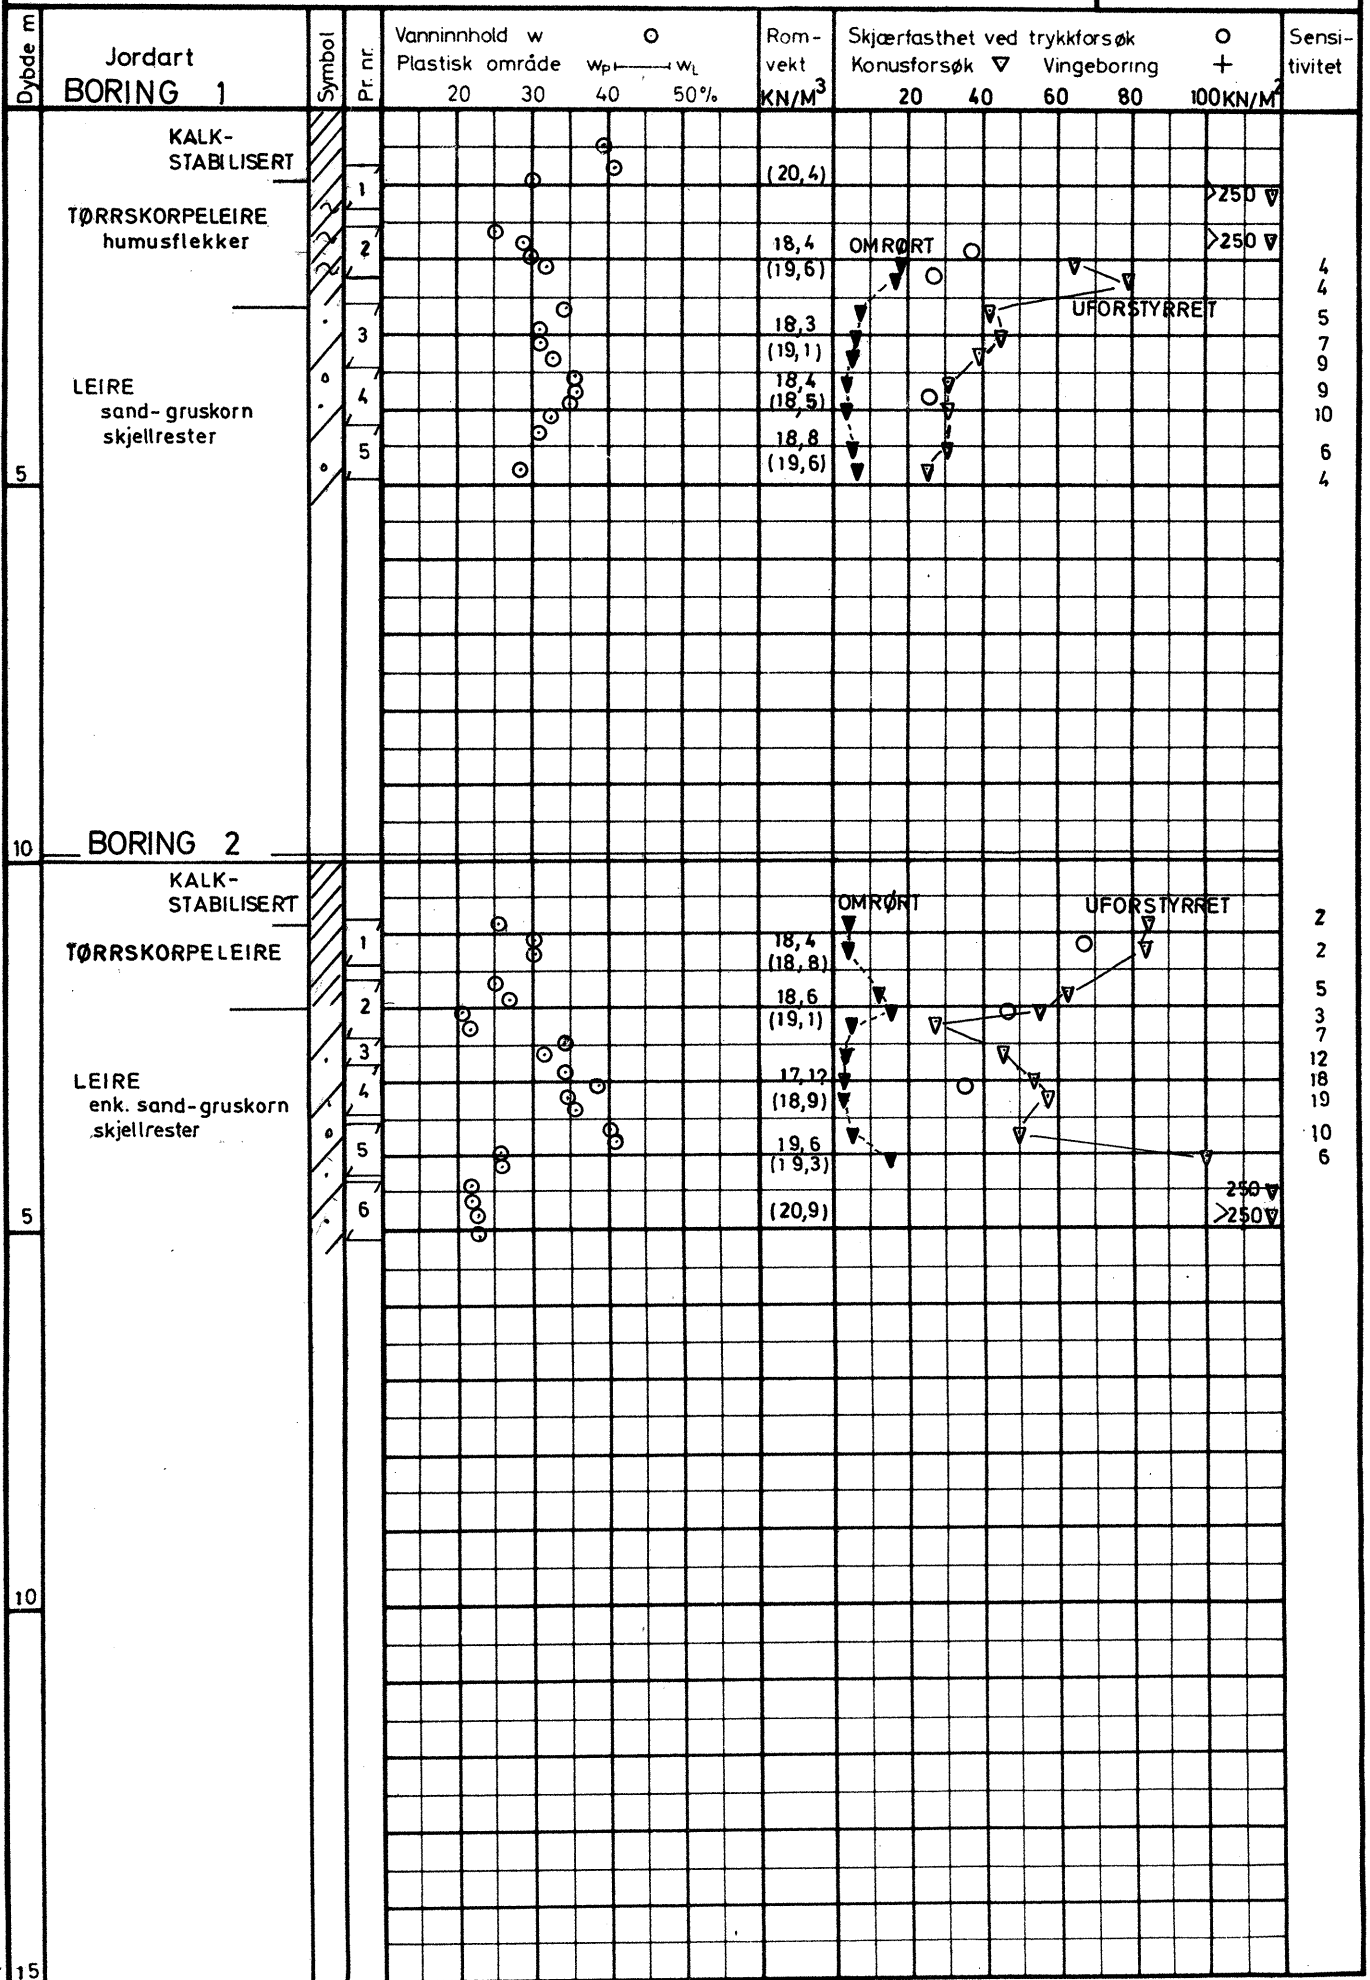 Dybde m
Jordart
BORING 1
Symbol
Pr. nr.
Vanninnhold w
Plastisk område wP wL
20 30 40 50%
Rom-
vekt
KN/M3
Skjærfasthet ved trykkforsøk
Konusforsøk Vingeboring +
20 40 60 80 100KN/M2
Sensi-
tivitet
KALK-
STABILISERT
1
(20,4)
>250
TØRRSKORPELEIRE
humusflekker
2
18,4
(19,6)
OMRØRT
>250
4
4
UFORSTYRRET
5
3
18,3
(19,1)
7
9
LEIRE
sand-gruskorn
skjellrester
4
18,4
(18,5)
9
10
5
18,8
(19,6)
6
4
5
10
BORING 2
KALK-
STABILISERT
OMRØRT
UFORSTYRRET
2
TØRRSKORPELEIRE
1
18,4
(18,8)
2
2
18,6
(19,1)
5
3
7
3
12
LEIRE
enk. sand-gruskorn
skjellrester
4
17,1?
(18,9)
18
19
5
19,6
(19,3)
10
6
6
(20,9)
250
>250
5
10
15